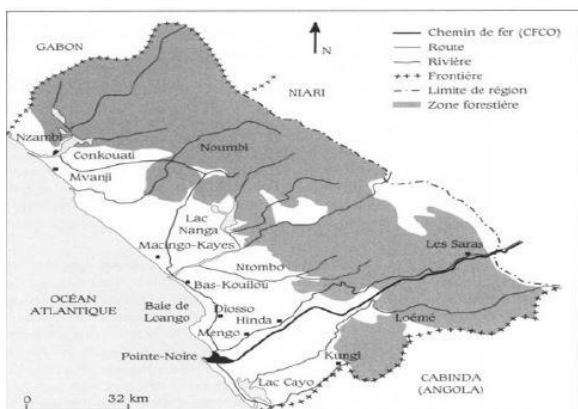 GABON
N
Chemin de fer (CFCO)
Route
Rivière
Frontière
Limite de région
Zone forestière
NIARI
Nzambi
Conkouati
Noumbi
Mvanji
Lac
Nanga
Macingo-Kayes
Les Saras
Ntombo
Bas-Kouilou
OCÉAN
ATLANTIQUE
Baie de
Loango
Diosso
Hinda
Loémé
Mengo
Pointe-Noire
Kungi
Lac Cayo
CABINDA
(ANGOLA)
0 32 km